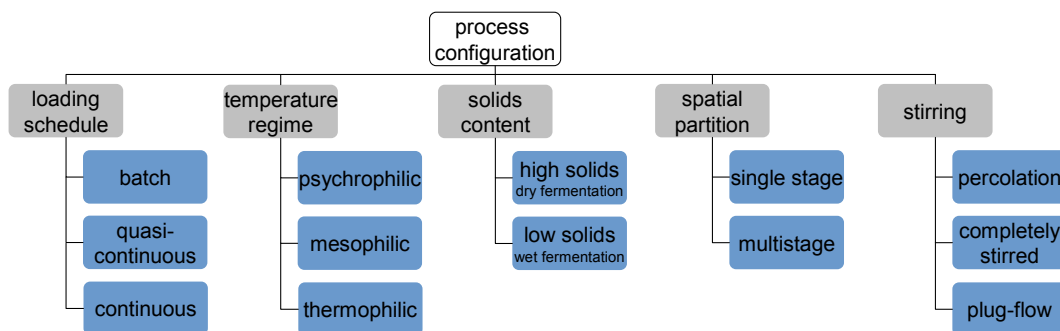 process
configuration
loading
schedule
temperature
regime
solids
content
spatial
partition
stirring
batch
psychrophilic
high solids
dry fermentation
single stage
percolation
quasi-
continuous
mesophilic
low solids
wet fermentation
multistage
completely
stirred
continuous
thermophilic
plug-flow